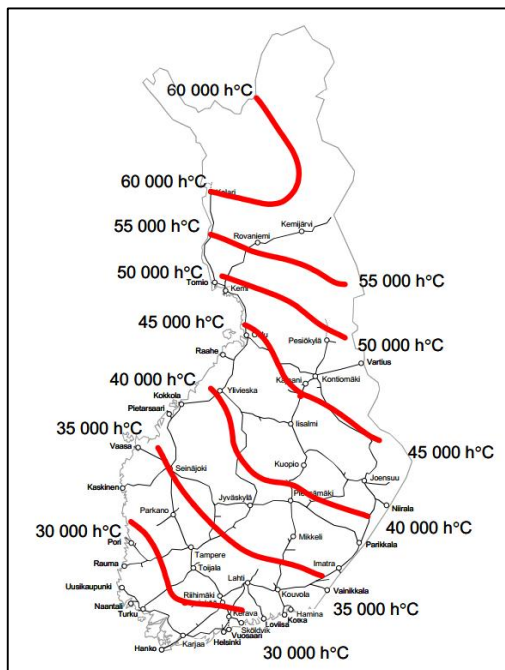 60 000 h°C
60 000 h°C
Kolari
55 000 h°C
Kemijärvi
Rovaniemi
50 000 h°C
55 000 h°C
Tornio
Kemi
45 000 h°C
50 000 h°C
Pesiökylä
Raahe
Vartius
40 000 h°C
Kontiomäki
Ylivieska
Kokkola
Pietarsaari
35 000 h°C
Iisalmi
45 000 h°C
Vaasa
Seinäjoki
Kuopio
Joensuu
Kaskinen
Jyväskylä
Pieksämäki
Niirala
30 000 h°C
Parkano
40 000 h°C
Pori
Mikkeli
Parikkala
Tampere
Rauma
Toijala
Imatra
Lahti
Uusikaupunki
Kouvola
Vainikkala
Riihimäki
Naantali
Hamina
35 000 h°C
Turku
Kerava
Kotka
Loviisa
Sköldvik
Karjaa
Helsinki
Vuosaari
Hanko
30 000 h°C